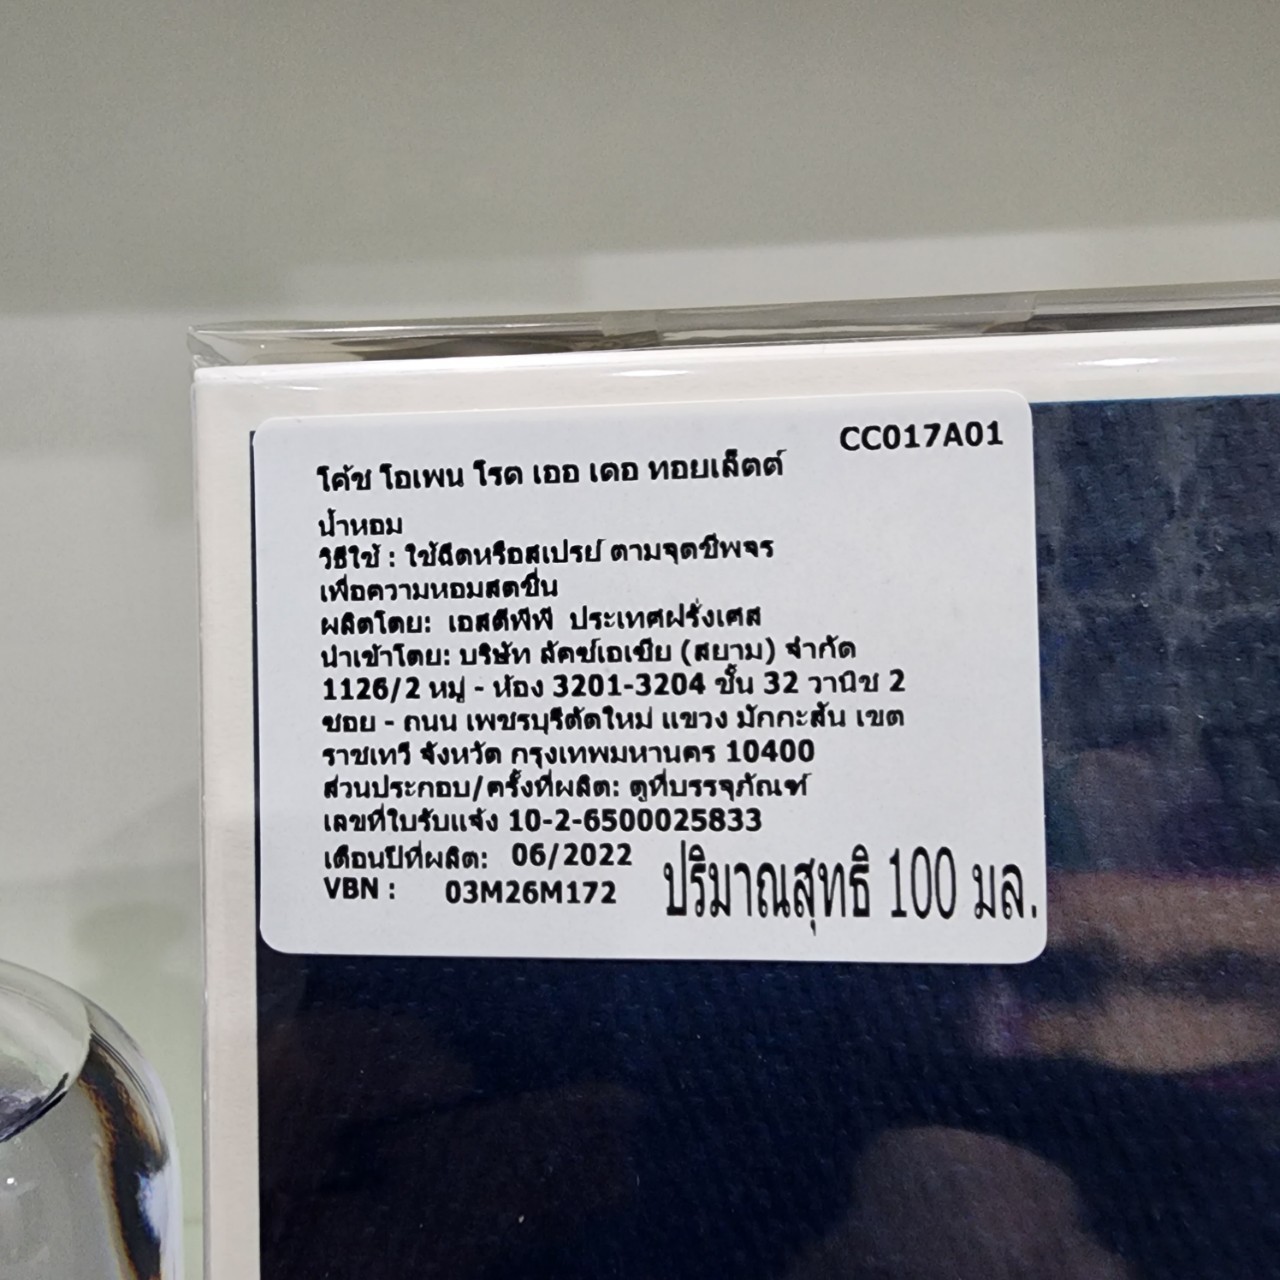 CC017A01
โค้ช โอเพน โรด เออ เดอ ทอยเล็ตต์
น้ำหอม
วิธีใช้ : ใช้ฉีดหรือสเปรย์ ตามจุดชีพจร
เพื่อความหอมสดชื่น
ผลิตโดย: เอสดีพีพี ประเทศฝรั่งเศส
นำเข้าโดย: บริษัท ลัคซ์เอเซีย (สยาม) จำกัด
1126/2 หมู่ - ห้อง 3201-3204 ชั้น 32 วานิช 2
ซอย - ถนน เพชรบุรีตัดใหม่ แขวง มักกะสัน เขต
ราชเทวี จังหวัด กรุงเทพมหานคร 10400
ส่วนประกอบ/ครั้งที่ผลิต: ดูที่บรรจุภัณฑ์
เลขที่ใบรับแจ้ง 10-2-6500025833
เดือนปีที่ผลิต: 06/2022
VBN : 03M26M172
ปริมาณสุทธิ 100 มล.